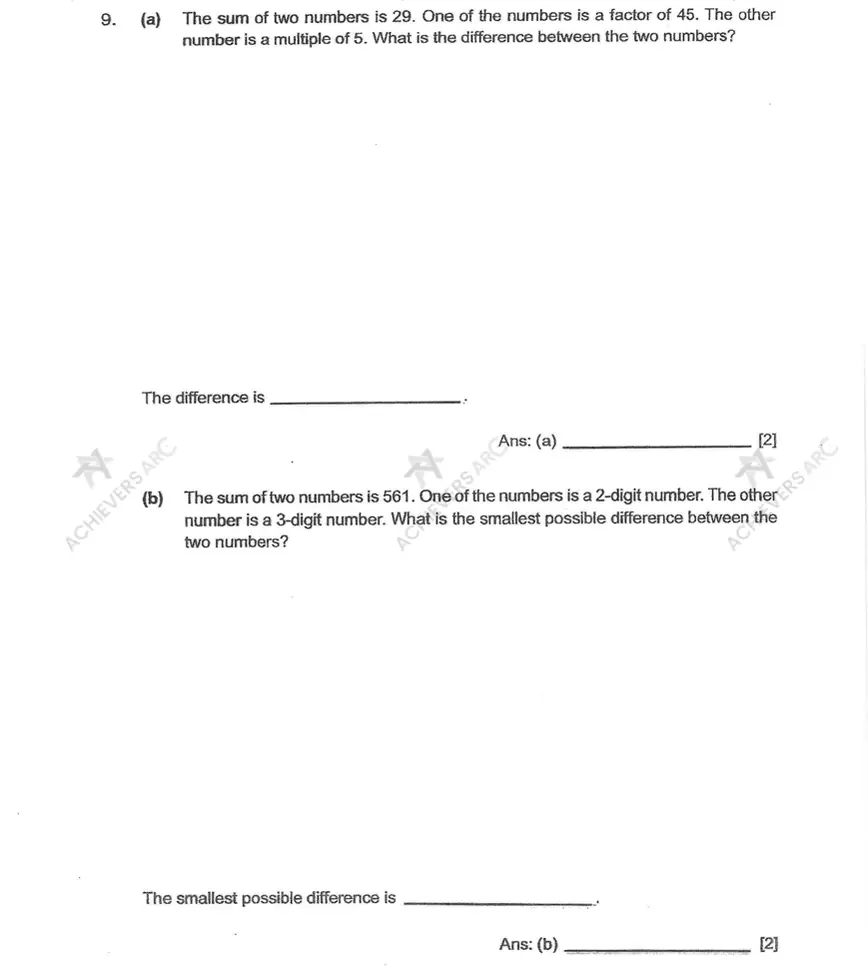 9. (a) The sum of two numbers is 29. One of the numbers is a factor of 45. The other
number is a multiple of 5. What is the difference between the two numbers?
The difference is ____________________.
Ans: (a) ____________________ [2]
ACHIEVERS ARC
ACHIEVERS ARC
ACHIEVERS ARC
(b) The sum of two numbers is 561. One of the numbers is a 2-digit number. The other
number is a 3-digit number. What is the smallest possible difference between the
two numbers?
The smallest possible difference is ____________________.
Ans: (b) ____________________ [2]